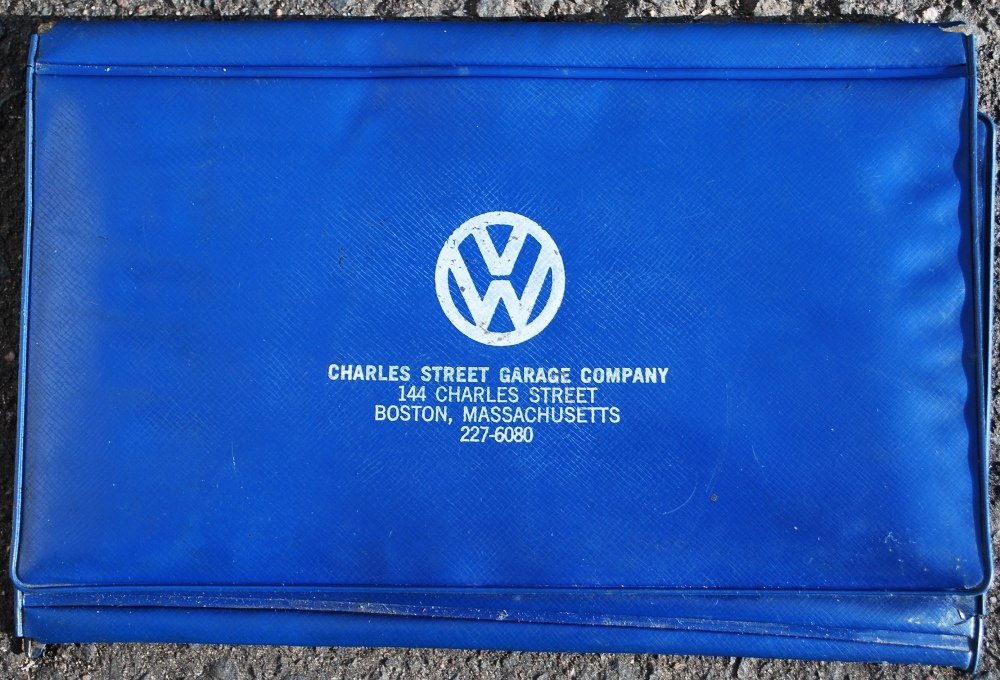 VW
CHARLES STREET GARAGE COMPANY
144 CHARLES STREET
BOSTON, MASSACHUSETTS
227-6080